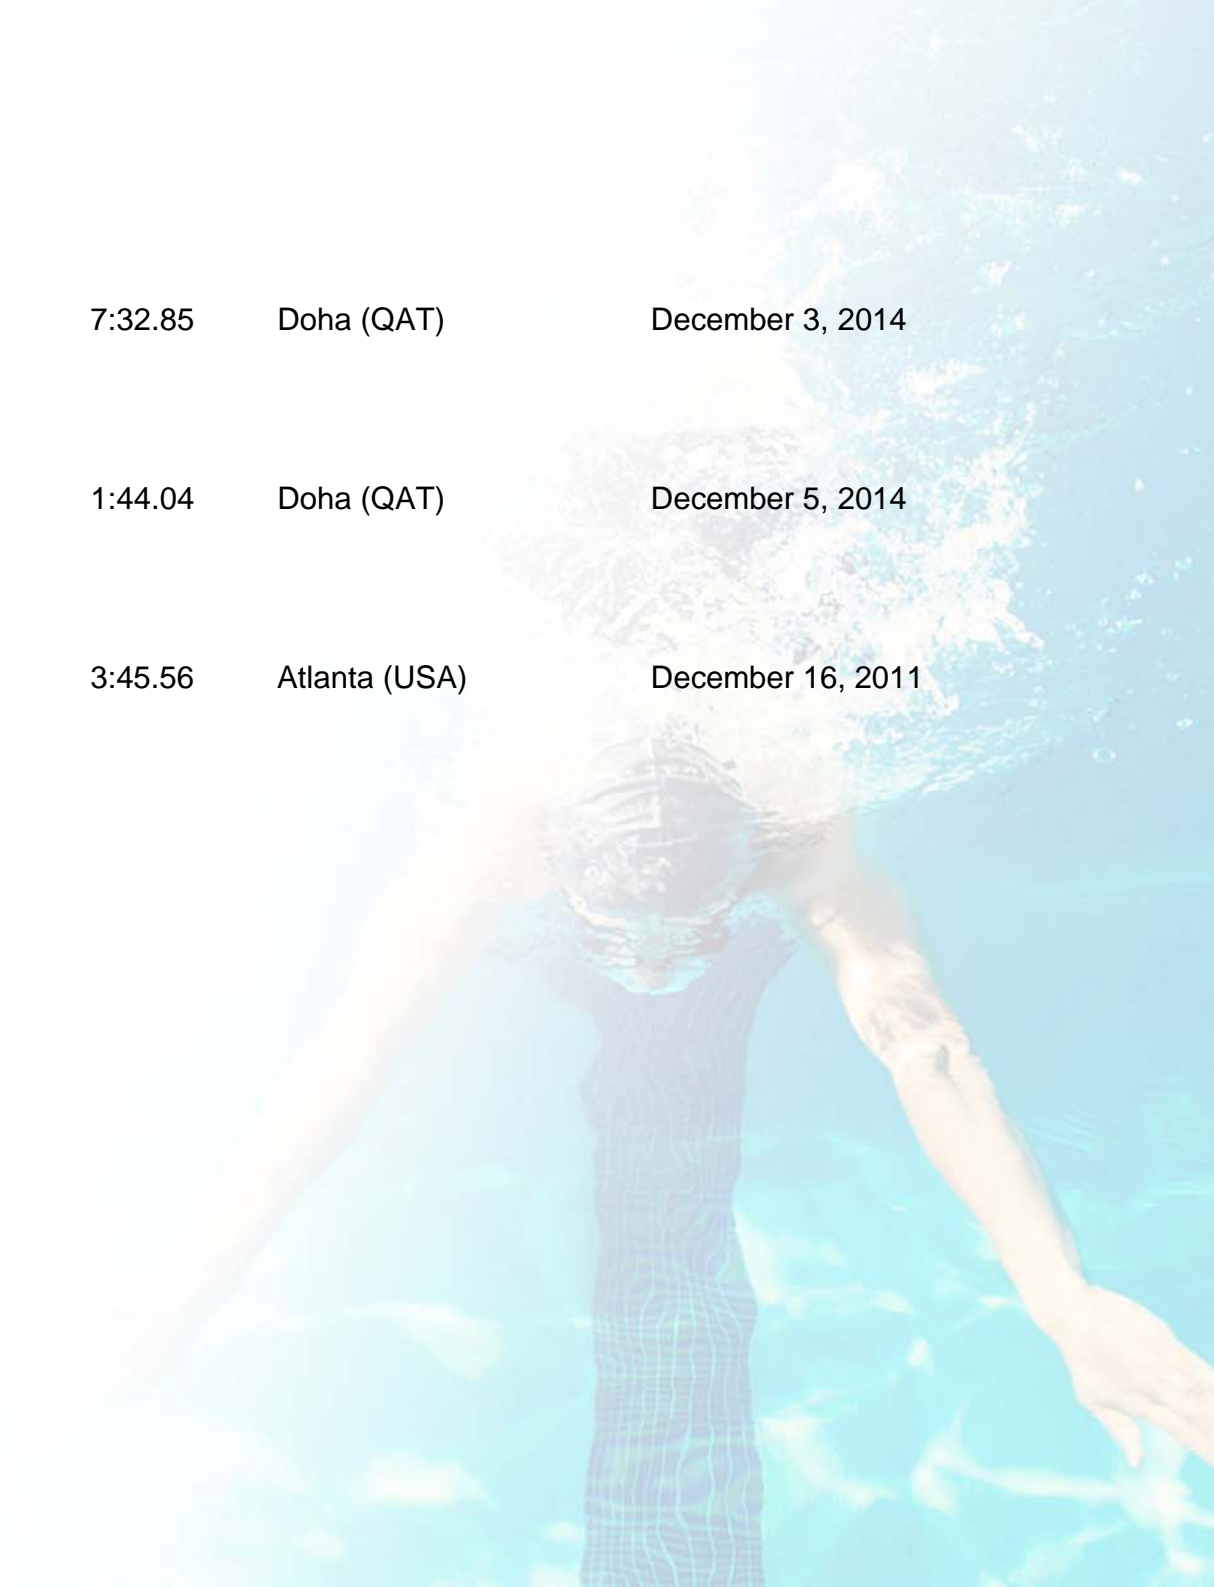 7:32.85 Doha (QAT) December 3, 2014
1:44.04 Doha (QAT) December 5, 2014
3:45.56 Atlanta (USA) December 16, 2011